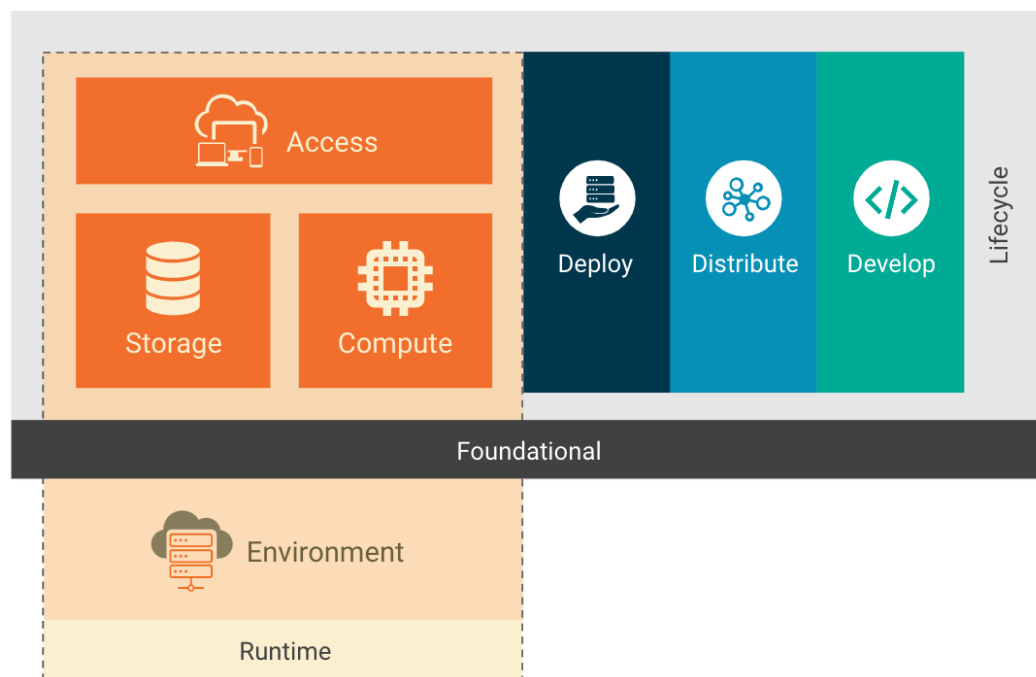 Access
Storage
Compute
Deploy
Distribute
Develop
Lifecycle
Foundational
Environment
Runtime